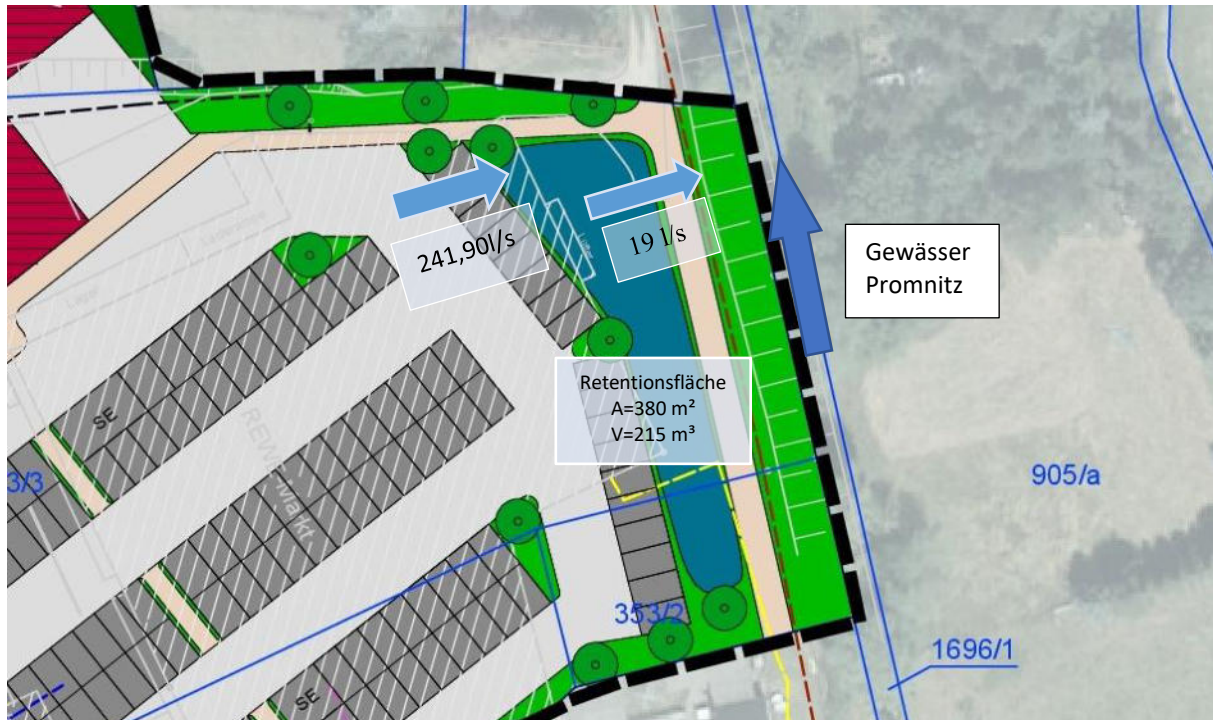 241,90l/s
19 l/s
Gewässer
Promnitz
Retentionsfläche
A=380 m²
V=215 m³
905/a
SE
3/3
353/2
1696/1
SE